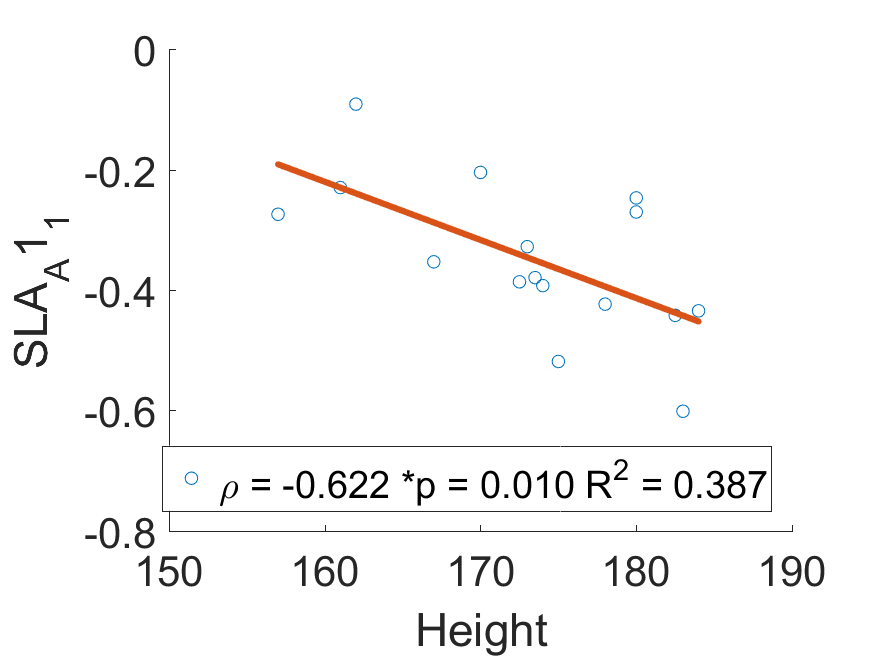 0
-0.2
-0.4
-0.6
-0.8
SLA_A1_1
ρ = -0.622 *p = 0.010 R² = 0.387
150 160 170 180 190
Height